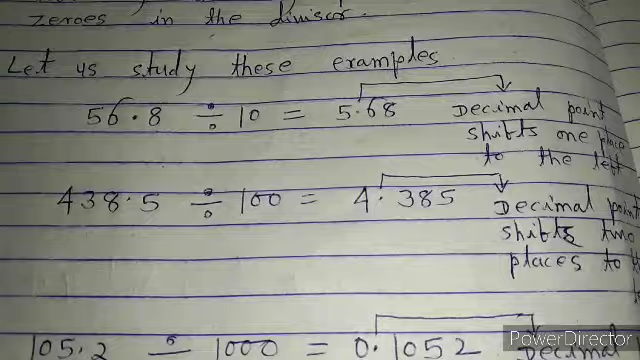 zeroes in the divisor.
Let us study these examples
56.8 ÷ 10 = 5.68 Decimal point
shifts one place
to the left
438.5 ÷ 100 = 4.385 Decimal point
shifts two
places to
105.2 ÷ 1000 = 0.1052 Decimal
PowerDirector